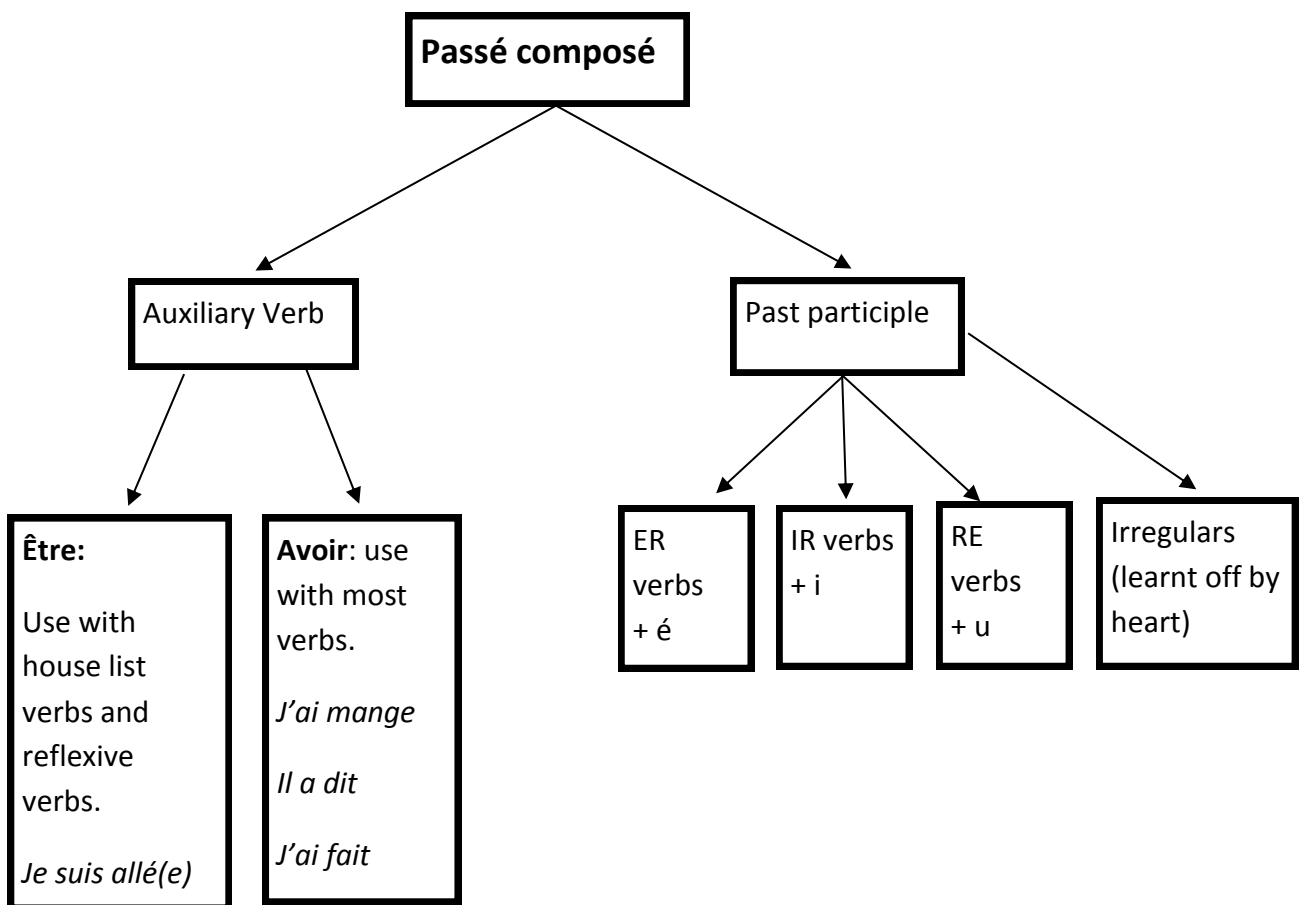 Passé composé
Auxiliary Verb
Past participle
Être:
Use with
house list
verbs and
reflexive
verbs.
Je suis allé(e)
Avoir: use
with most
verbs.
J’ai mange
Il a dit
J’ai fait
ER
verbs
+ é
IR verbs
+ i
RE
verbs
+ u
Irregulars
(learnt off by
heart)